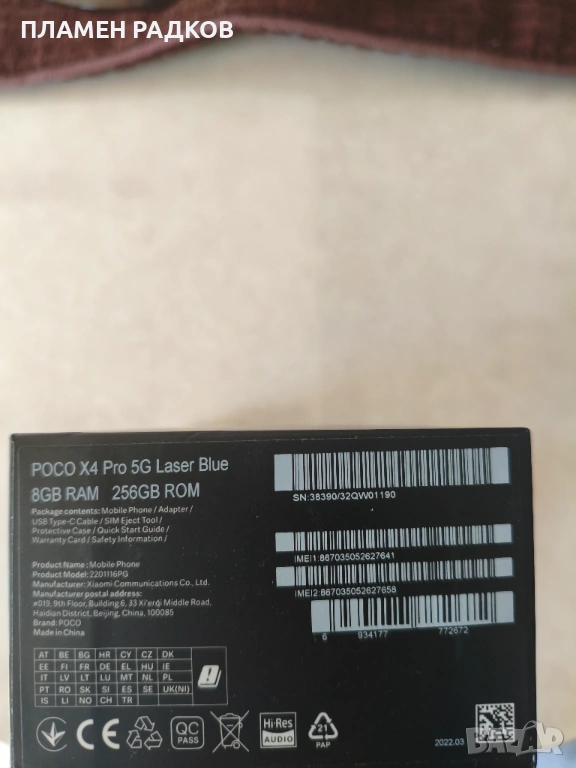 ПЛАМЕН РАДКОВ
POCO X4 Pro 5G Laser Blue
8GB RAM 256GB ROM
Package contents: Mobile Phone / Adapter /
USB Type-C Cable / SIM Eject Tool /
Protective Case / Quick Start Guide /
Warranty Card / Safety Information /
Product Name: Mobile Phone
Product Model: 2201116PG
Manufacturer: Xiaomi Communications Co., Ltd.
Manufacturer postal address:
#019, 9th Floor, Building 6, 33 Xi'erqi Middle Road,
Haidian District, Beijing, China, 100085
Brand: POCO
Made in China
SN:38390/32QW01190
IMEI1:867035052627641
IMEI2:867035052627658
6 934177 772672
AT BE BG HR CY CZ DK
EE FI FR DE EL HU IE
IT LV LT LU MT NL PL
PT RO SK SI ES SE UK(NI)
IS LI NO CH TR
CE
EAC
QC
PASS
Hi-Res
AUDIO
21
PAP
2022.03
BAZAR